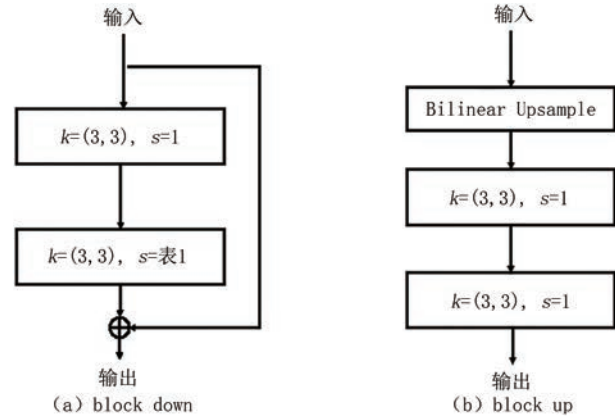 输入
k=(3,3), s=1
k=(3,3), s=表1
输出
(a) block down
输入
Bilinear Upsample
k=(3,3), s=1
k=(3,3), s=1
输出
(b) block up